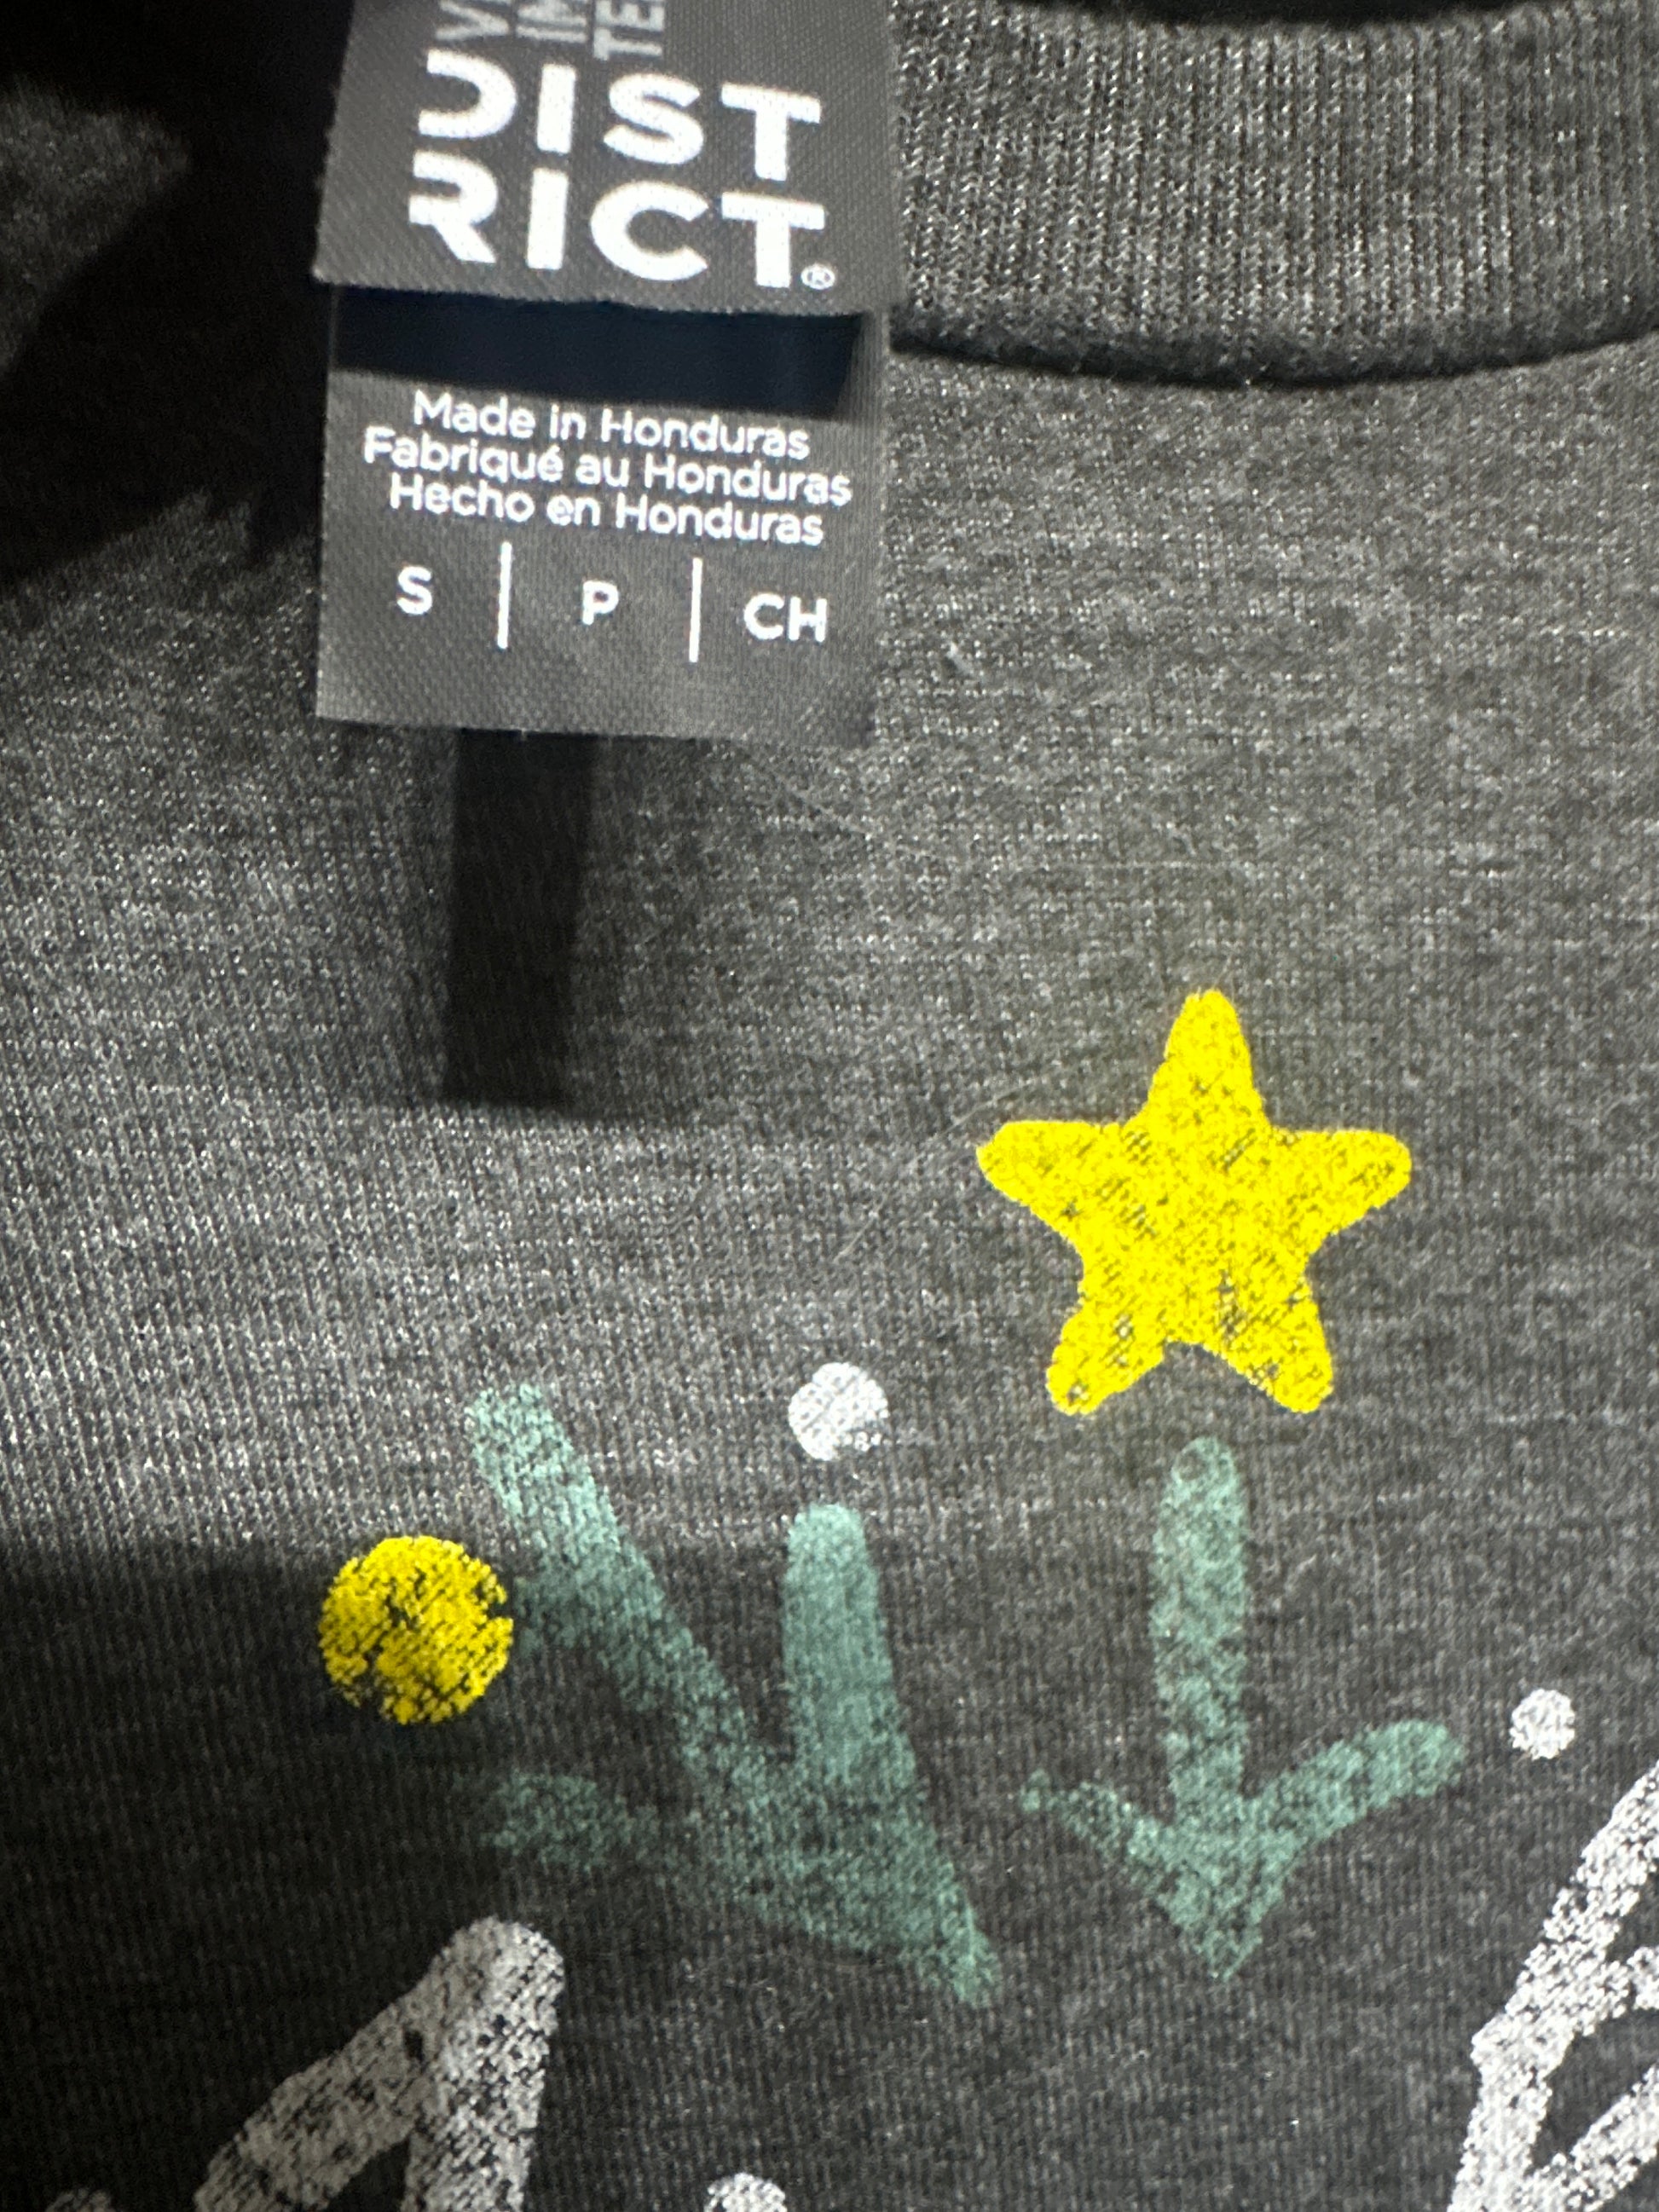 DIST
RICT®
Made in Honduras
Fabriqué au Honduras
Hecho en Honduras
S | P | CH